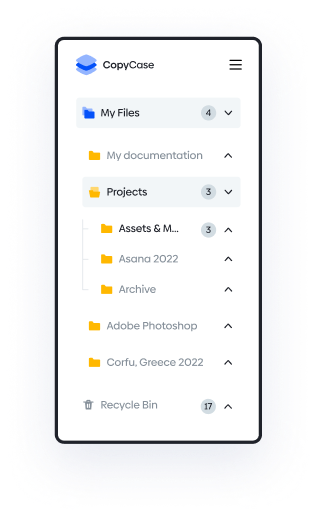 CopyCase
My Files 4
My documentation
Projects 3
Assets & M... 3
Asana 2022
Archive
Adobe Photoshop
Corfu, Greece 2022
Recycle Bin 17